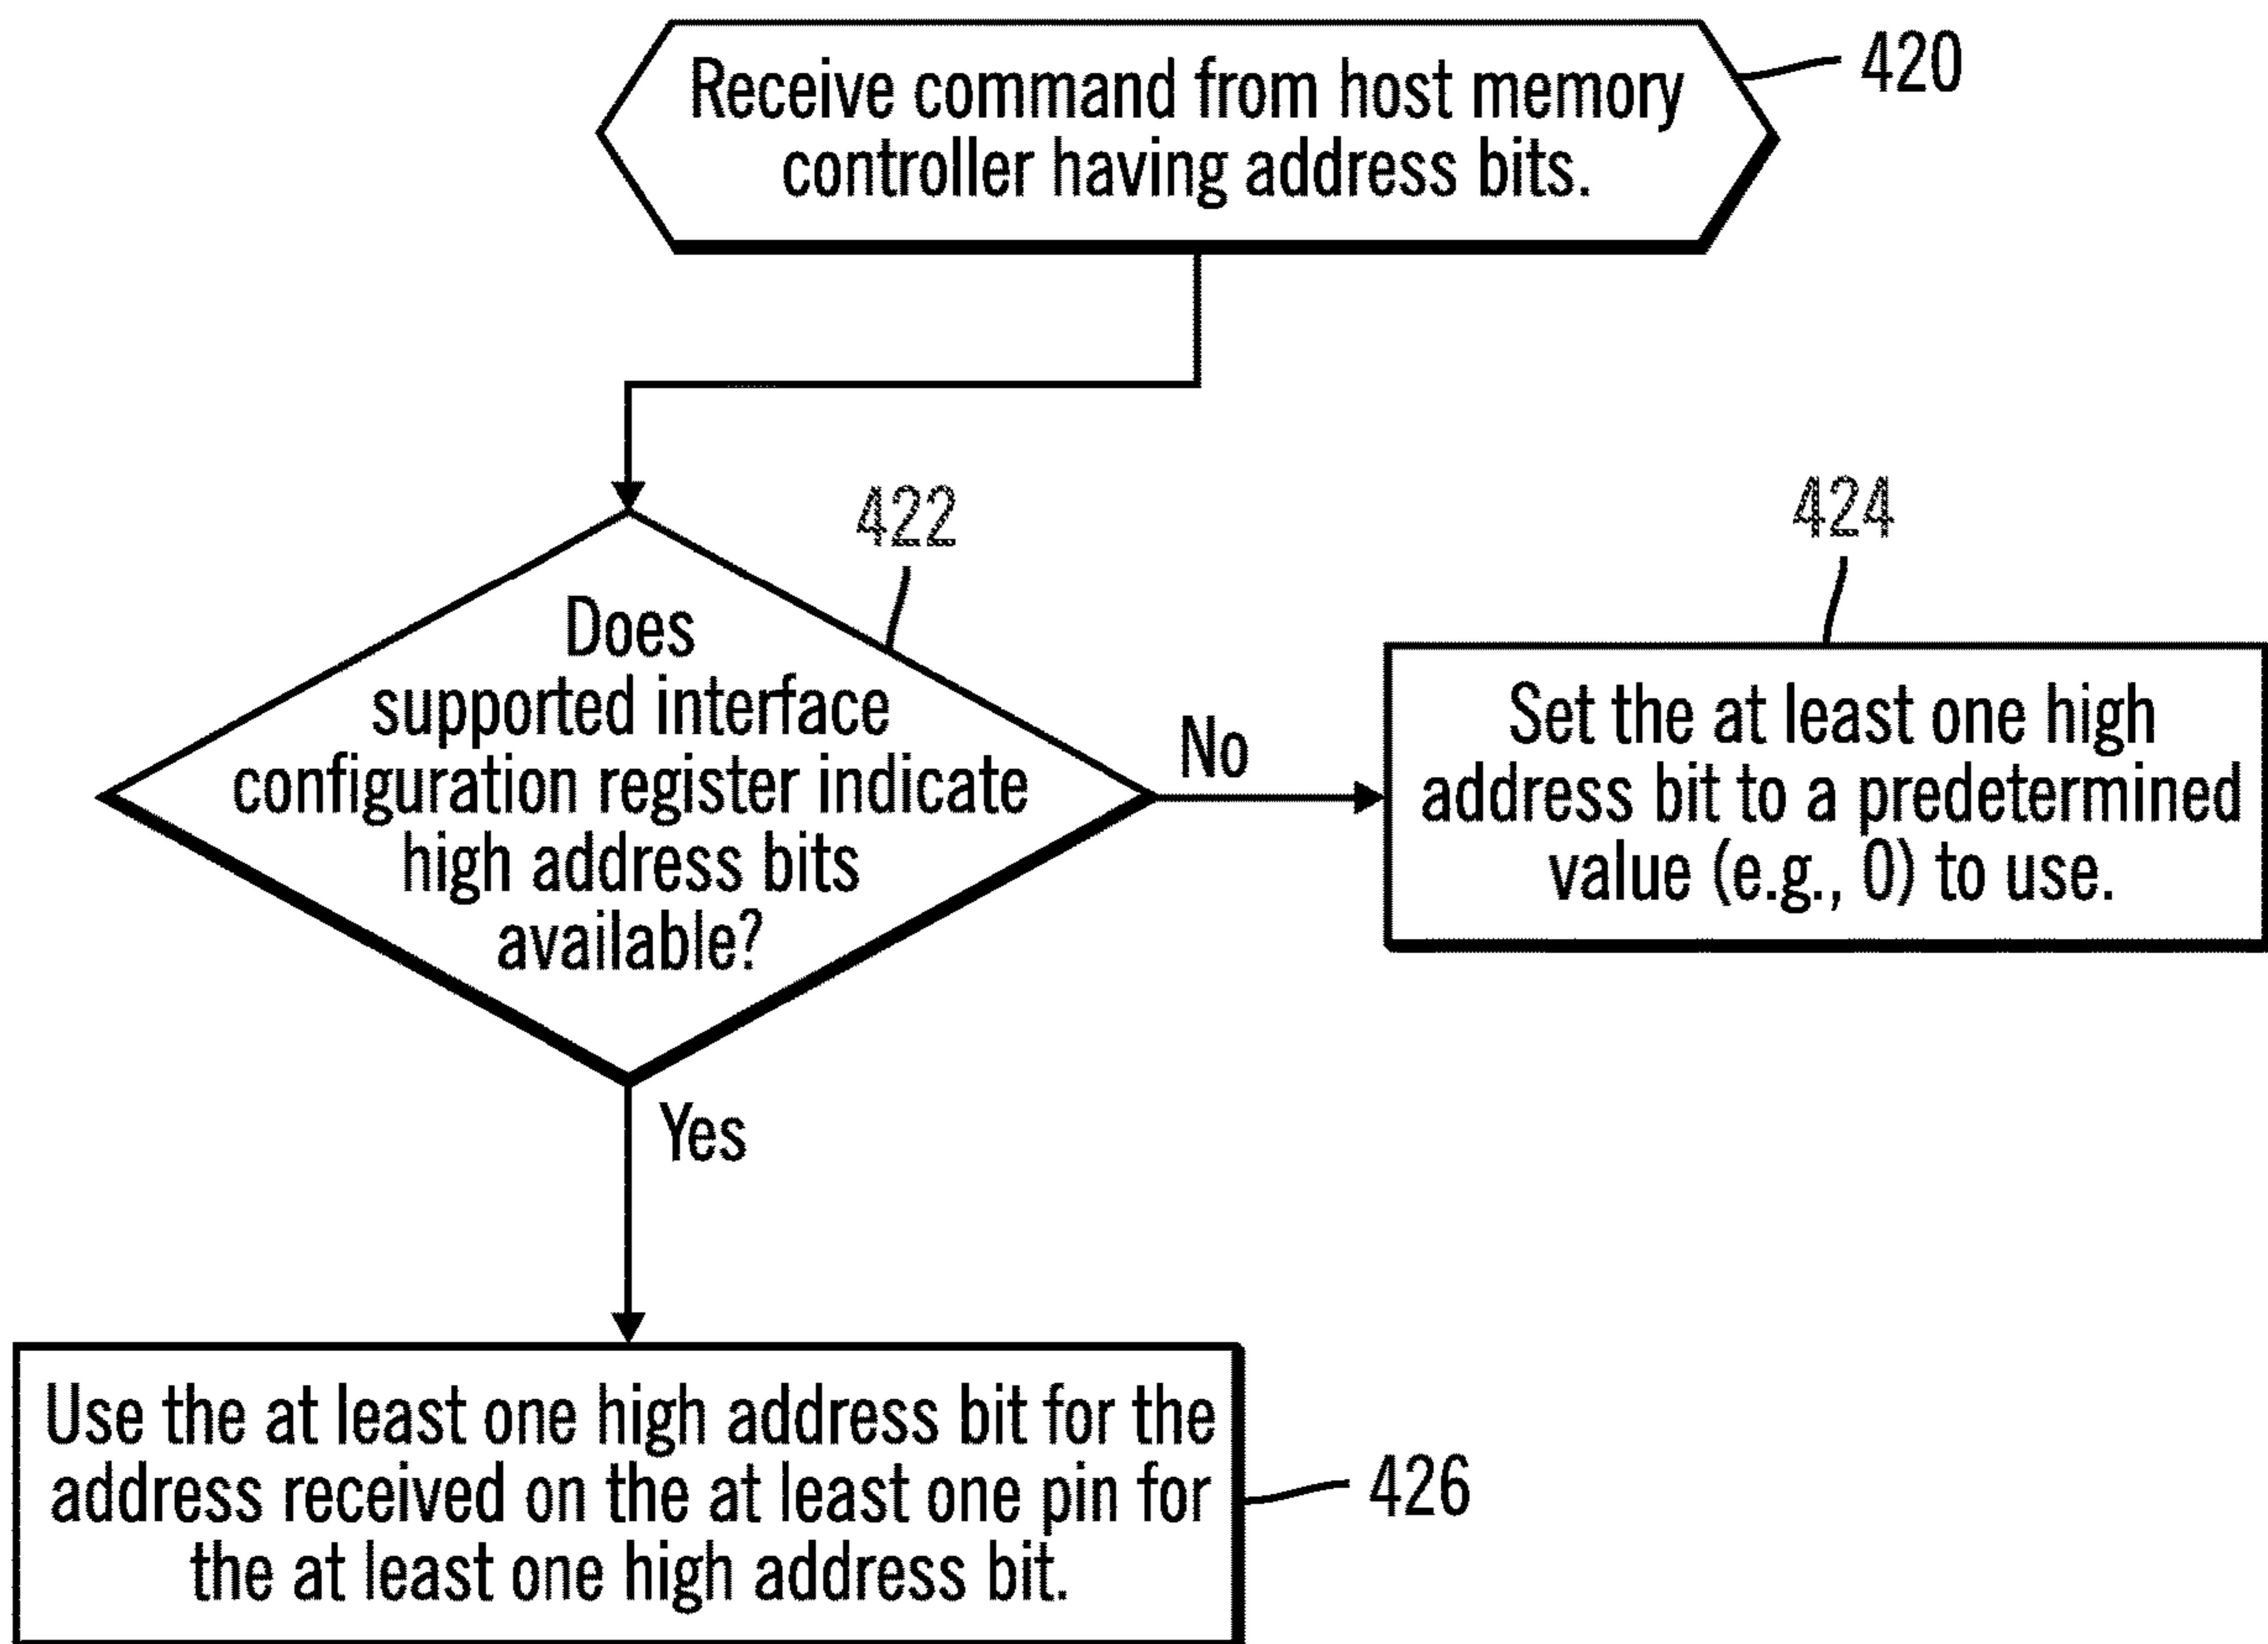 Receive command from host memory
controller having address bits.
420
422
Does
supported interface
configuration register indicate
high address bits
available?
No
424
Set the at least one high
address bit to a predetermined
value (e.g., 0) to use.
Yes
Use the at least one high address bit for the
address received on the at least one pin for
the at least one high address bit.
426